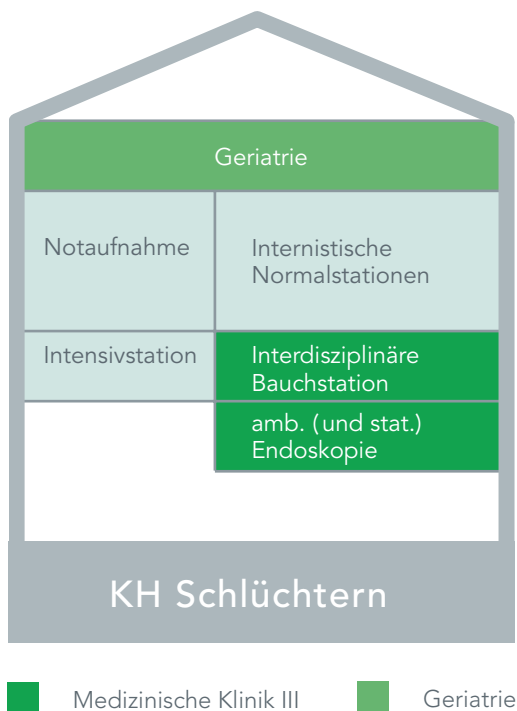 Geriatrie
Notaufnahme
Internistische
Normalstationen
Intensivstation
Interdisziplinäre
Bauchstation
amb. (und stat.)
Endoskopie
KH Schlüchtern
Medizinische Klinik III
Geriatrie